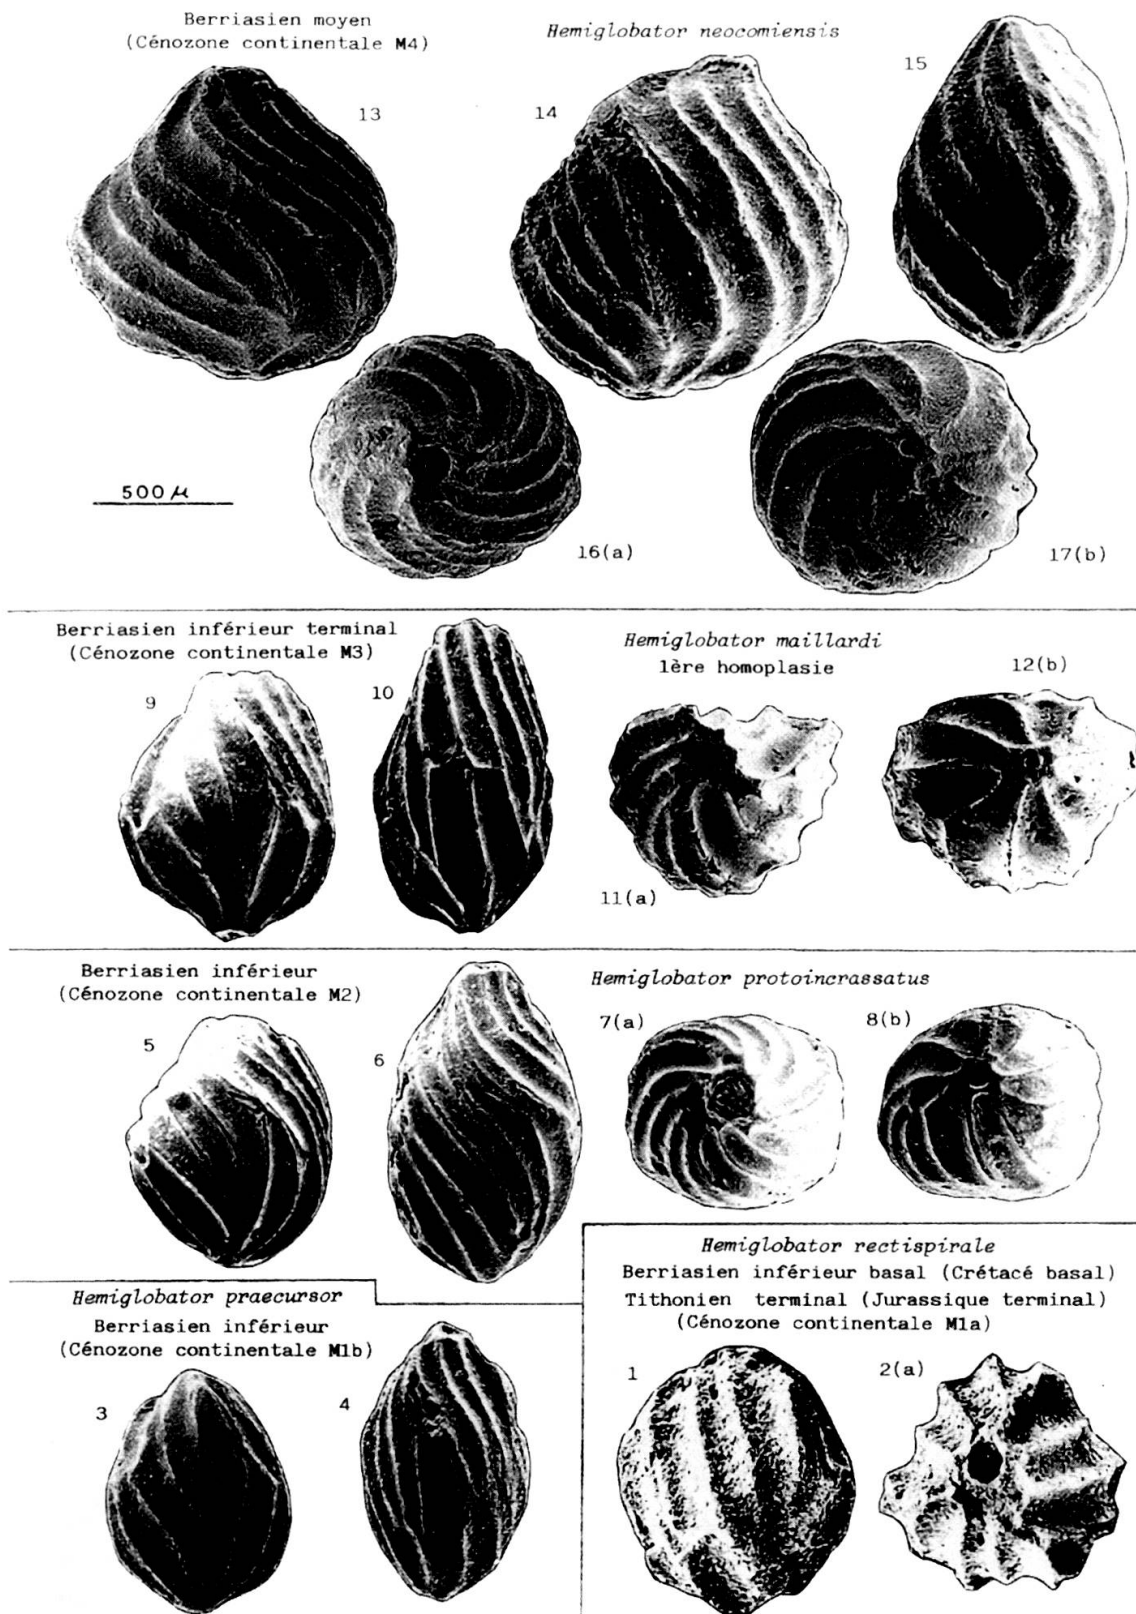 Berriasien moyen
(Cénozone continentale M4)
Hemiglobator neocomiensis
13
14
15
500 µ
16(a)
17(b)
Berriasien inférieur terminal
(Cénozone continentale M3)
Hemiglobator maillardi
1ère homoplasie
9
10
11(a)
12(b)
Berriasien inférieur
(Cénozone continentale M2)
Hemiglobator protoincrassatus
5
6
7(a)
8(b)
Hemiglobator praecursor
Berriasien inférieur
(Cénozone continentale M1b)
3
4
Hemiglobator rectispirale
Berriasien inférieur basal (Crétacé basal)
Tithonien terminal (Jurassique terminal)
(Cénozone continentale M1a)
1
2(a)